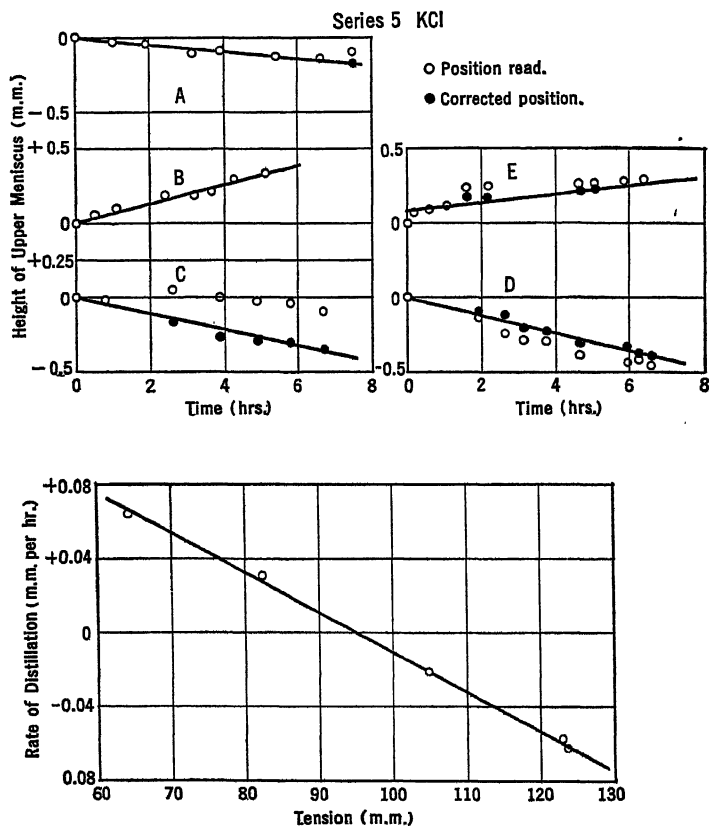 Series 5 KCl
Height of Upper Meniscus (m.m.)
0
A
-0.5
+0.5
B
0
+0.25
C
0
-0.5
0 2 4 6 8
Time (hrs.)
○ Position read.
● Corrected position.
0.5
E
0
D
0
-0.5
0 2 4 6 8
Time (hrs.)
Rate of Distillation (m.m. per hr.)
+0.08
+0.04
0
-0.04
0.08
60 70 80 90 100 110 120 130
Tension (m.m.)